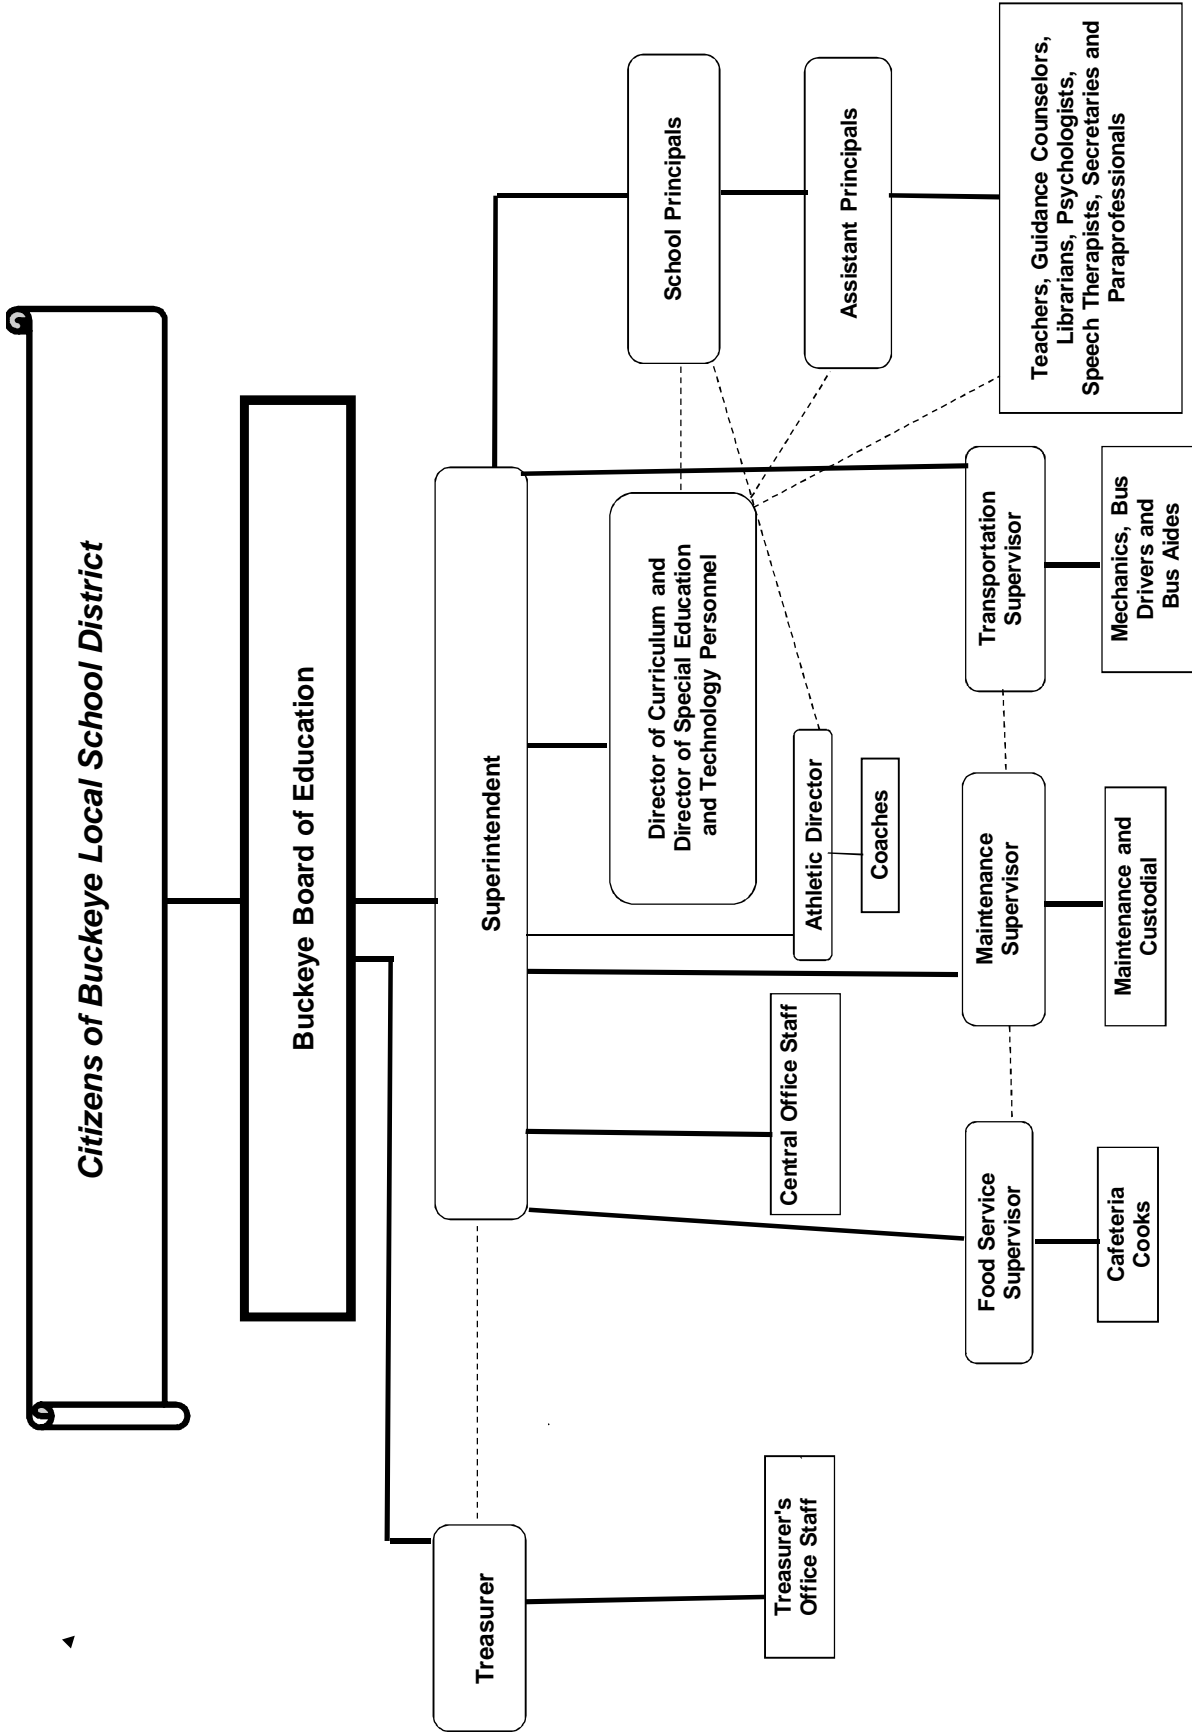 Citizens of Buckeye Local School District
Buckeye Board of Education
Treasurer
Superintendent
School Principals
Director of Curriculum and
Director of Special Education
and Technology Personnel
Assistant Principals
Treasurer's
Office Staff
Central Office Staff
Athletic Director
Coaches
Food Service
Supervisor
Maintenance
Supervisor
Transportation
Supervisor
Teachers, Guidance Counselors,
Librarians, Psychologists,
Speech Therapists, Secretaries and
Paraprofessionals
Cafeteria
Cooks
Maintenance and
Custodial
Mechanics, Bus
Drivers and
Bus Aides